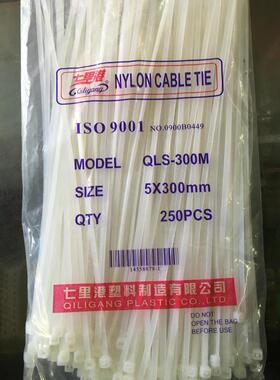 七里港
Qiligang
NYLON CABLE TIE
ISO 9001 NO.0900B0449
MODEL QLS-300M
SIZE 5X300mm
QTY 250PCS
14558878-1
七里港塑料制造有限公司
QILIGANG PLASTIC CO.,LTD.
DO NOT
OPEN THE BAG
BEFORE USE